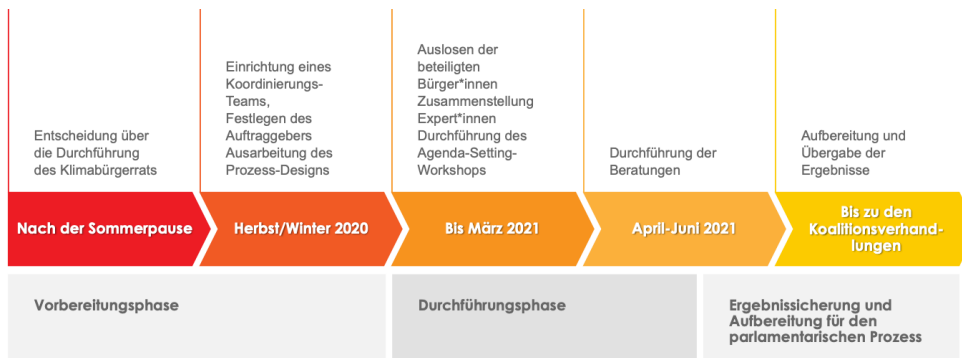 Entscheidung über
die Durchführung
des Klimabürgerrats
Einrichtung eines
Koordinierungs-
Teams,
Festlegen des
Auftraggebers
Ausarbeitung des
Prozess-Designs
Auslosen der
beteiligten
Bürger*innen
Zusammenstellung
Expert*innen
Durchführung des
Agenda-Setting-
Workshops
Durchführung der
Beratungen
Aufbereitung und
Übergabe der
Ergebnisse
Nach der Sommerpause
Herbst/Winter 2020
Bis März 2021
April-Juni 2021
Bis zu den
Koalitionsverhand-
lungen
Vorbereitungsphase
Durchführungsphase
Ergebnissicherung und
Aufbereitung für den
parlamentarischen Prozess